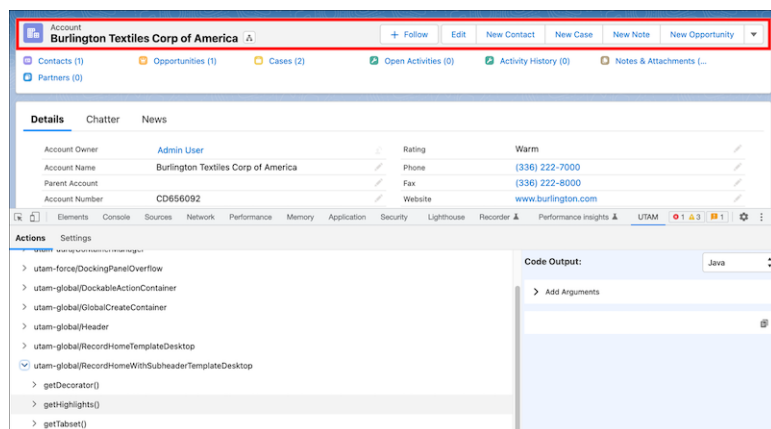 Account
Burlington Textiles Corp of America
+ Follow Edit New Contact New Case New Note New Opportunity
Contacts (1) Opportunities (1) Cases (2) Open Activities (0) Activity History (0) Notes & Attachments (...
Partners (0)
Details Chatter News
Account Owner Admin User Rating Warm
Account Name Burlington Textiles Corp of America Phone (336) 222-7000
Parent Account Fax (336) 222-8000
Account Number CD656092 Website www.burlington.com
Elements Console Sources Network Performance Memory Application Security Lighthouse Recorder Performance insights UTAM 1 3 1
Actions Settings
utam-aura/ContainerManager
utam-force/DockingPanelOverflow
Code Output: Java
utam-global/DockableActionContainer
> Add Arguments
utam-global/GlobalCreateContainer
utam-global/Header
utam-global/RecordHomeTemplateDesktop
utam-global/RecordHomeWithSubheaderTemplateDesktop
> getDecorator()
> getHighlights()
> getTabset()